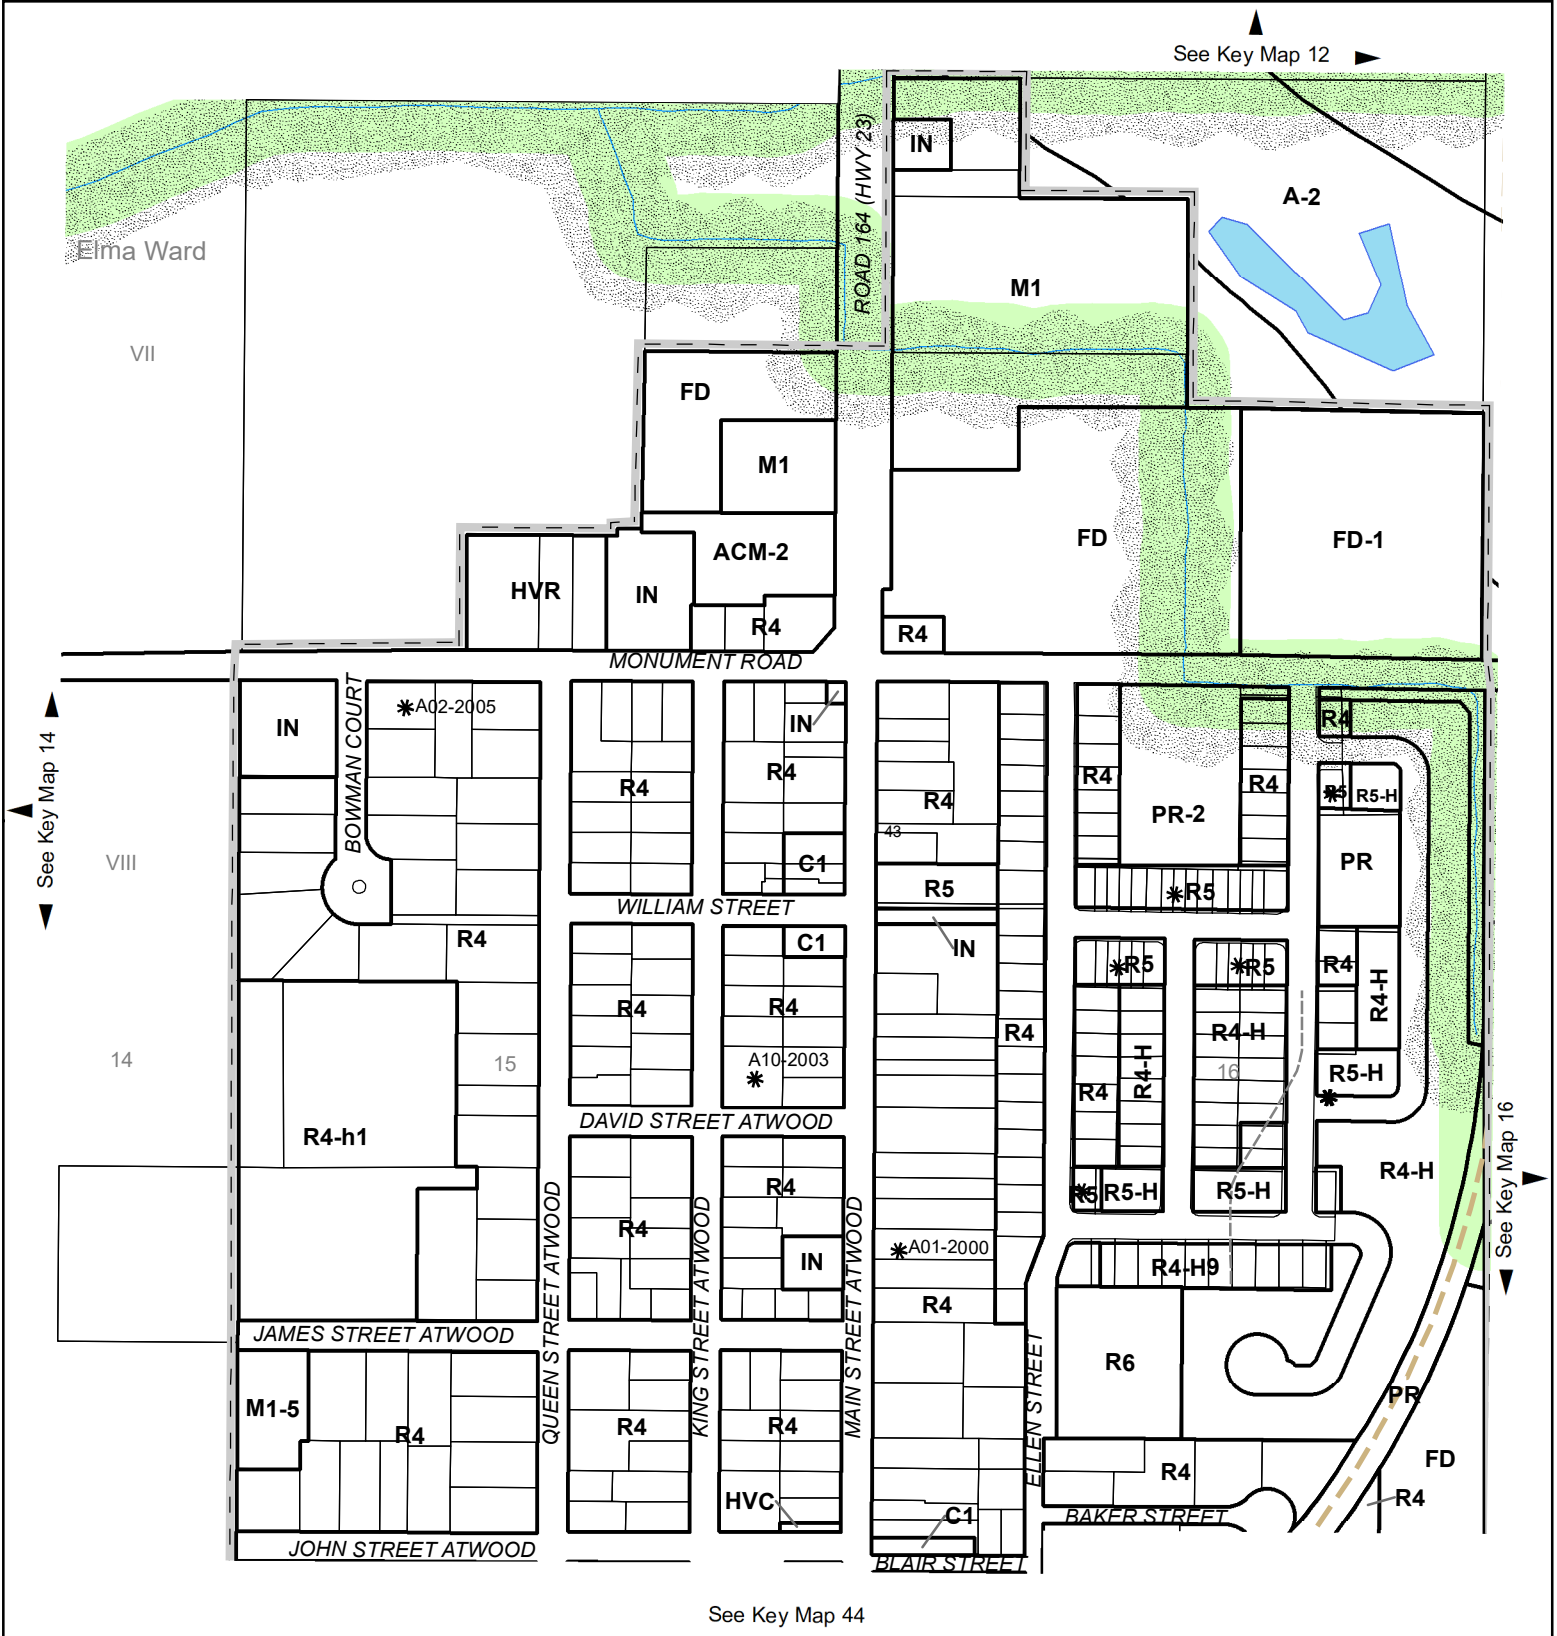 See Key Map 12
IN
ROAD 164 (HWY 23)
A-2
Elma Ward
M1
VII
FD
M1
FD
FD-1
ACM-2
HVR
IN
R4
R4
MONUMENT ROAD
A02-2005
IN
BOWMAN COURT
IN
R4
R4
R4
R4
R4
PR-2
R4
R5
R5-H
See Key Map 14
43
VIII
C1
PR
R5
R5
WILLIAM STREET
R4
C1
IN
R5
R5
R4
R4-H
R4
R4
R4
R4-H
14
15
A10-2003
R4-H
16
R5-H
R4
R4-h1
DAVID STREET ATWOOD
See Key Map 16
R4-H
R4
R5
R5-H
R5-H
QUEEN STREET ATWOOD
KING STREET ATWOOD
MAIN STREET ATWOOD
R4
IN
A01-2000
R4-H9
R4
JAMES STREET ATWOOD
R6
ELLEN STREET
M1-5
R4
R4
R4
PR
FD
R4
R4
HVC
C1
BAKER STREET
JOHN STREET ATWOOD
BLAIR STREET
See Key Map 44